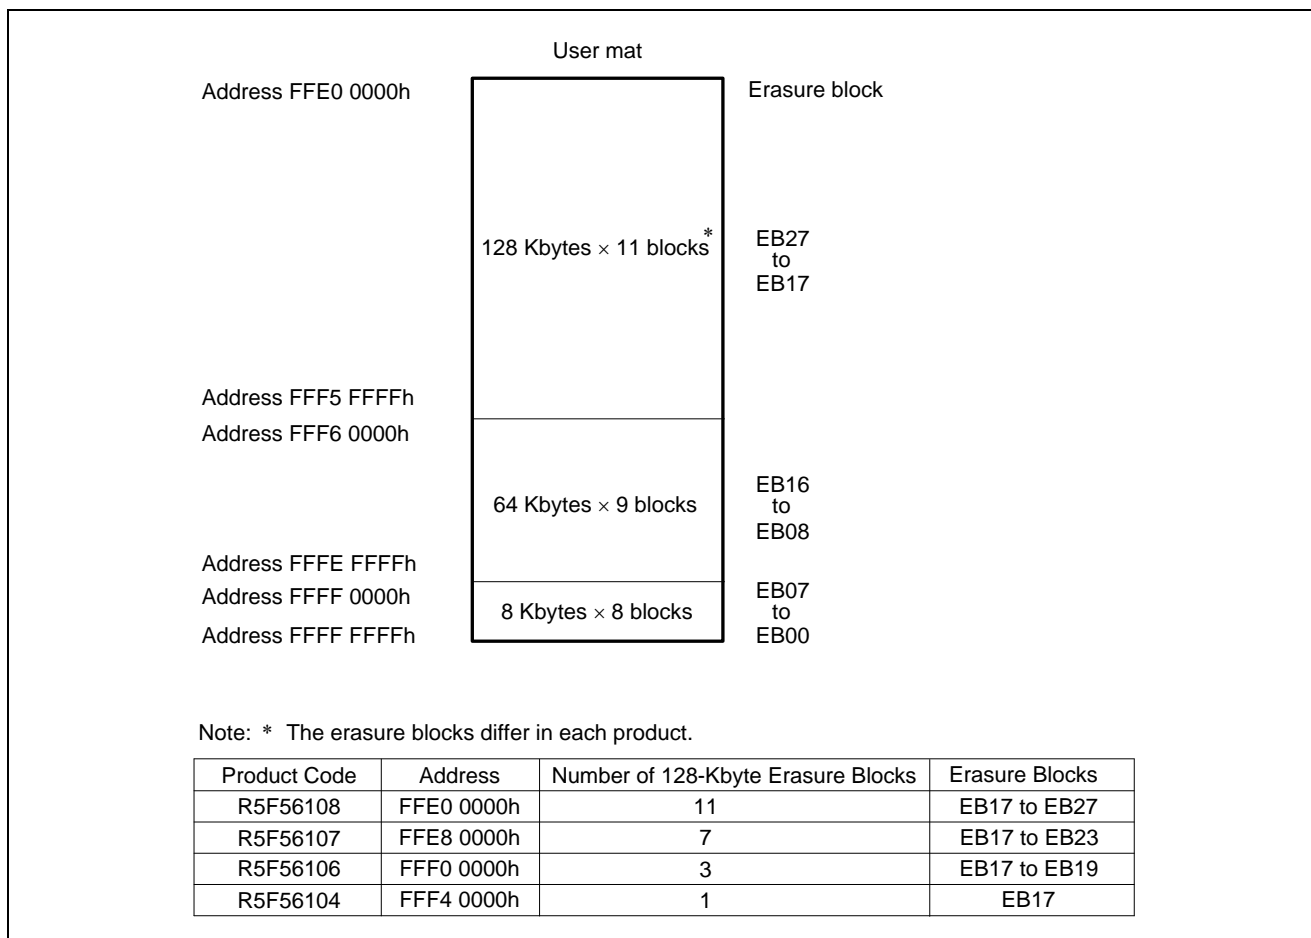 User mat
Address FFE0 0000h
Erasure block
128 Kbytes × 11 blocks*
EB27
to
EB17
Address FFF5 FFFFh
Address FFF6 0000h
64 Kbytes × 9 blocks
EB16
to
EB08
Address FFFE FFFFh
Address FFFF 0000h
8 Kbytes × 8 blocks
EB07
to
EB00
Address FFFF FFFFh
Note: * The erasure blocks differ in each product.
Product Code Address Number of 128-Kbyte Erasure Blocks Erasure Blocks
R5F56108 FFE0 0000h 11 EB17 to EB27
R5F56107 FFE8 0000h 7 EB17 to EB23
R5F56106 FFF0 0000h 3 EB17 to EB19
R5F56104 FFF4 0000h 1 EB17